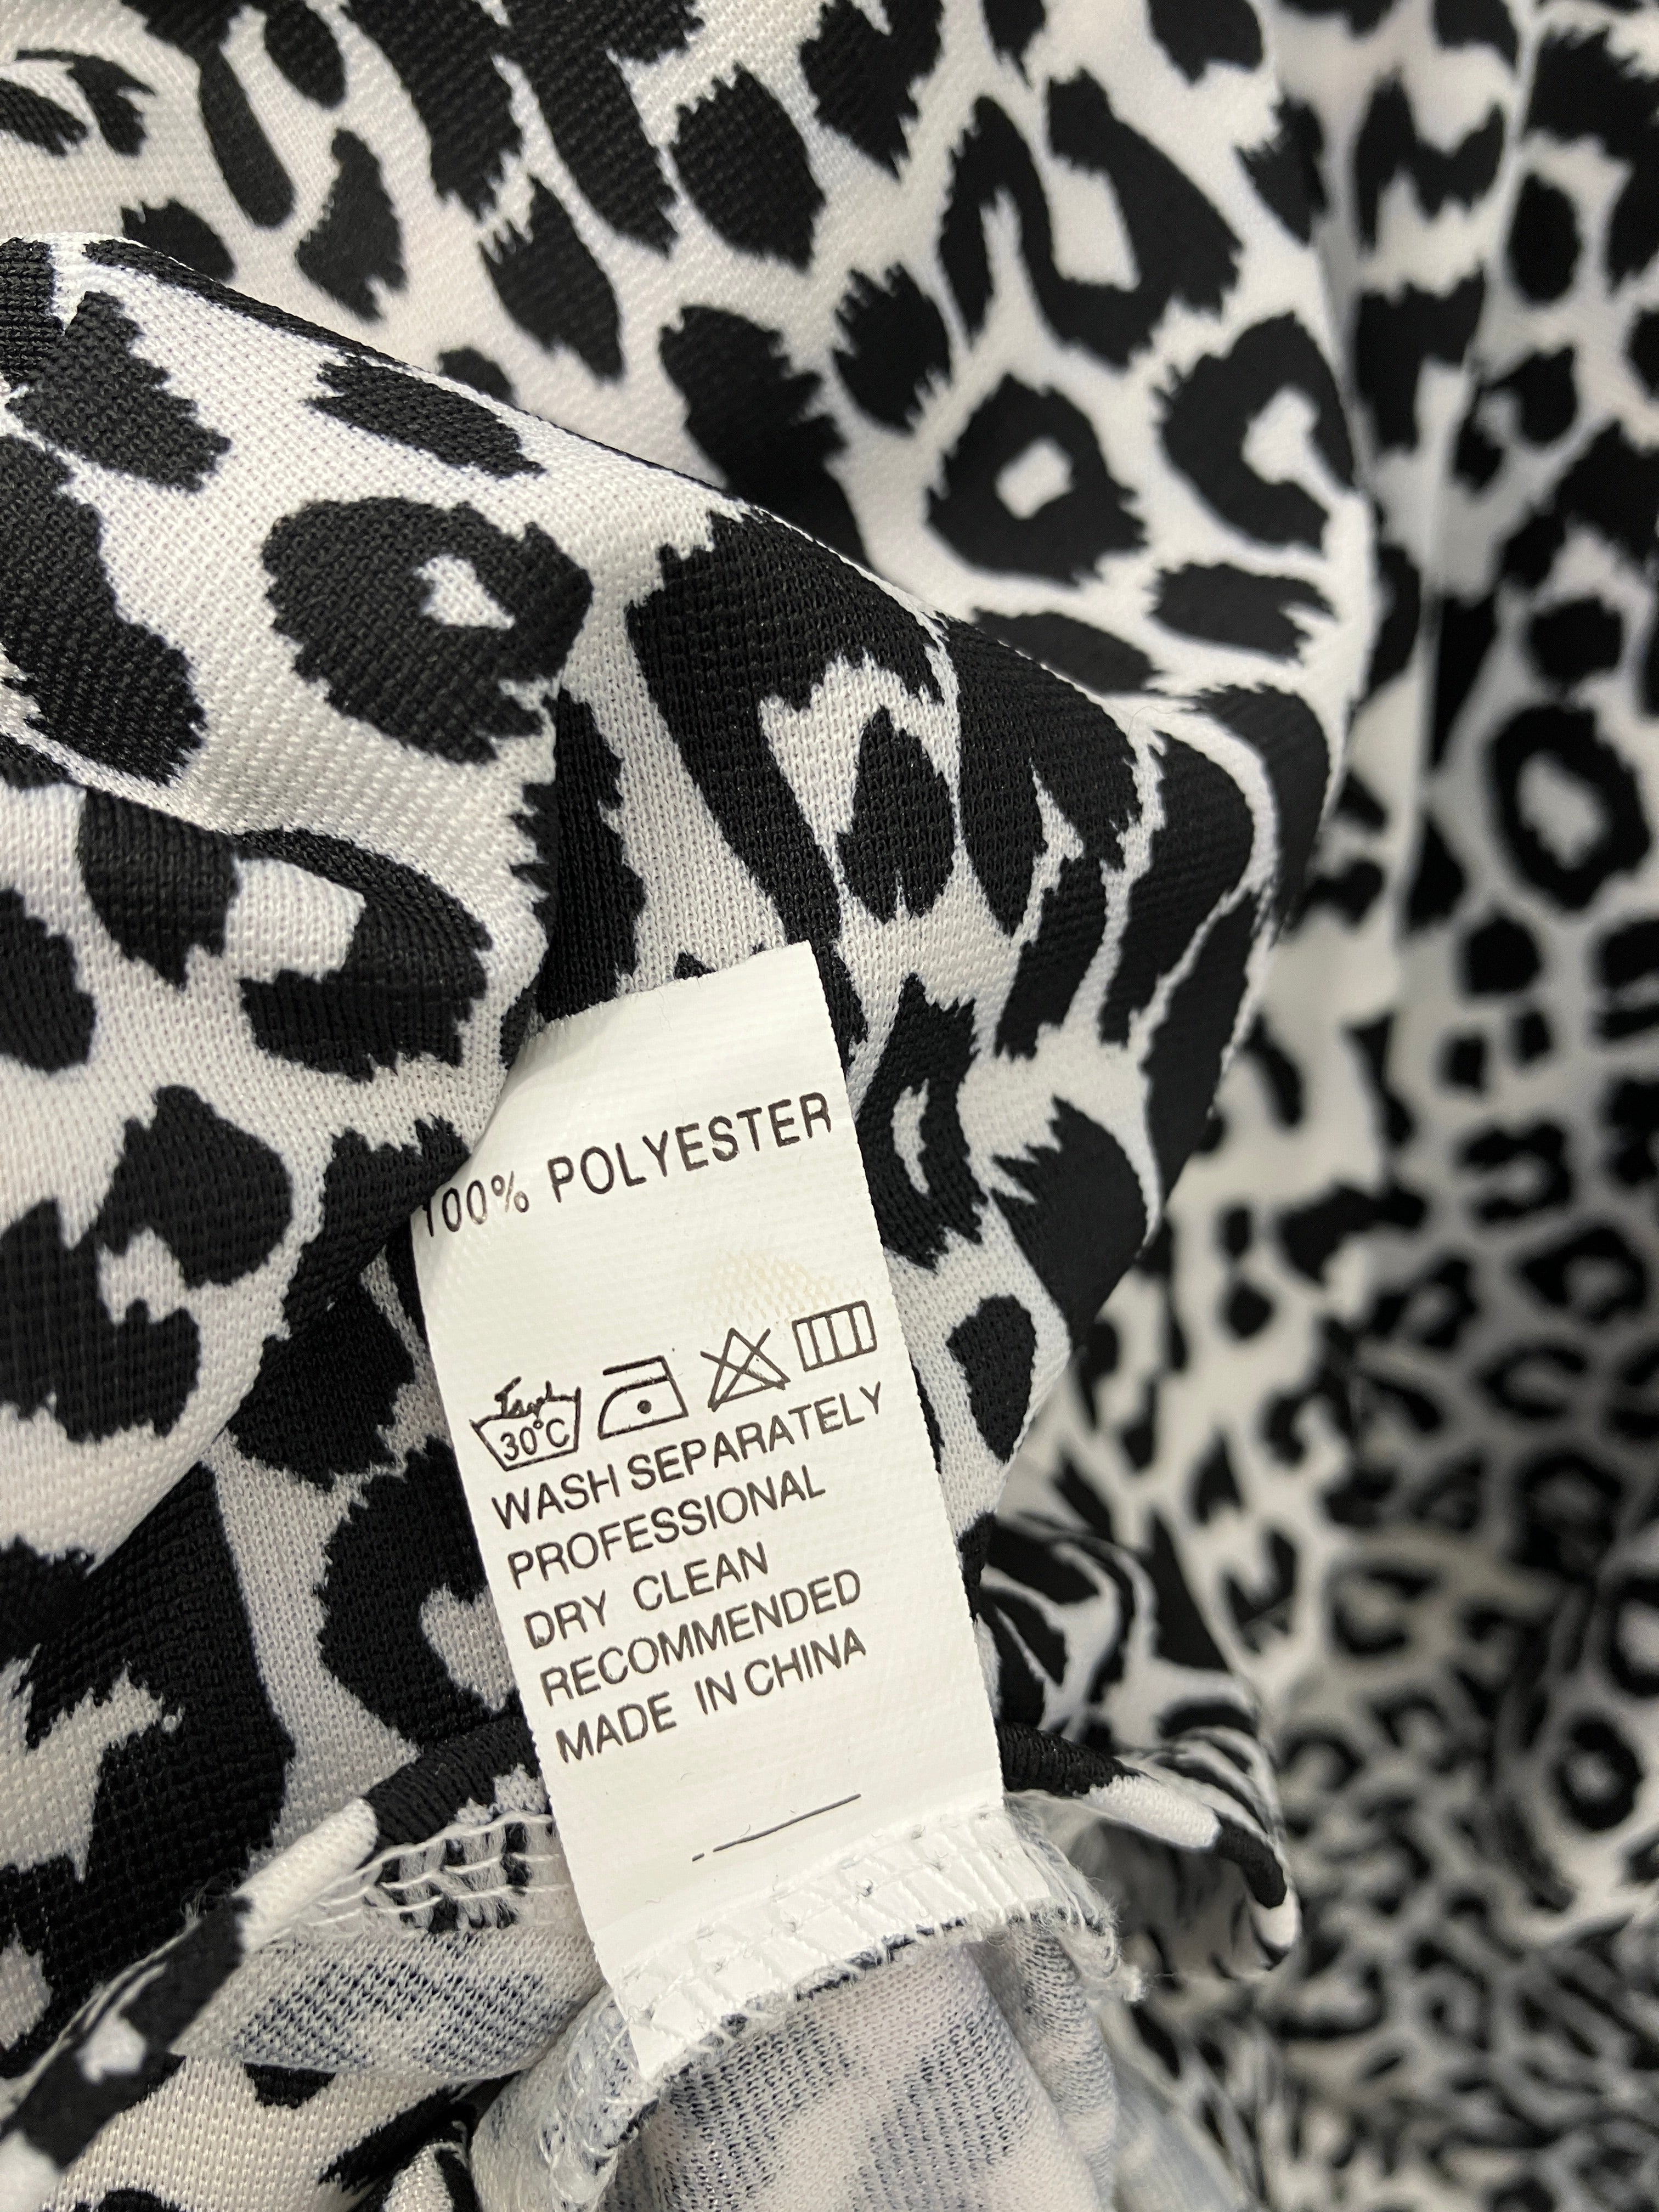 100% POLYESTER
30°C
WASH SEPARATELY
PROFESSIONAL
DRY CLEAN
RECOMMENDED
MADE IN CHINA